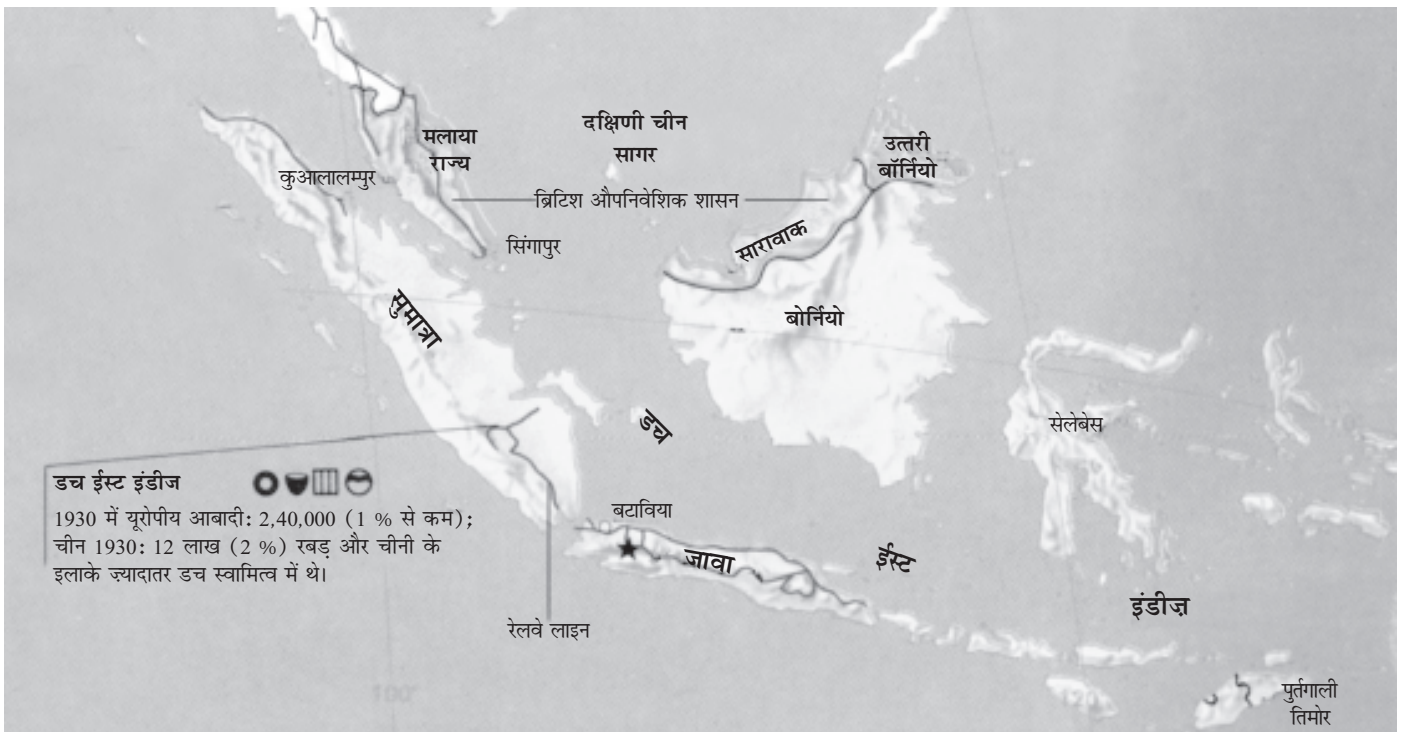 दक्षिणी चीन
सागर
उत्तरी
बॉर्नियो
मलाया
राज्य
कुआलालम्पुर
ब्रिटिश औपनिवेशिक शासन
सारावाक
सिंगापुर
सुमात्रा
बोर्नियो
डच
सेलेबेस
डच ईस्ट इंडीज
1930 में यूरोपीय आबादी: 2,40,000 (1 % से कम);
चीन 1930: 12 लाख (2 %) रबड़ और चीनी के
इलाके ज्यादातर डच स्वामित्व में थे।
बटाविया
जावा
ईस्ट
इंडीज़
रेलवे लाइन
100°
120°
पुर्तगाली
तिमोर